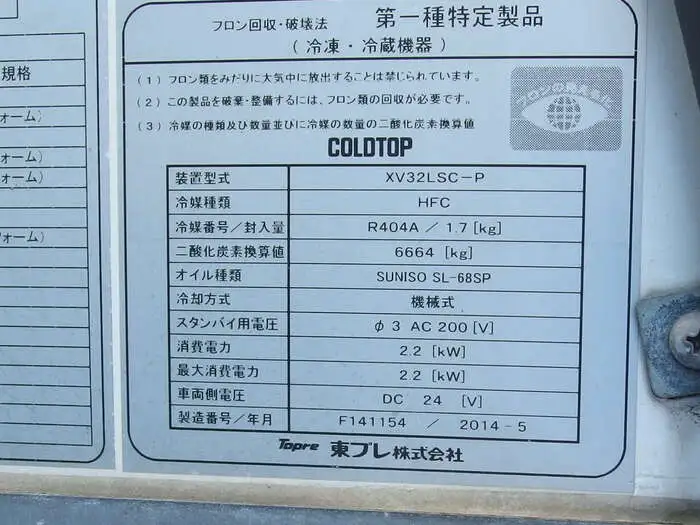 規格
ォーム)
ォーム)
ォーム)
フォーム)
フロン回収・破壊法 第一種特定製品
(冷凍・冷蔵機器)
(1) フロン類をみだりに大気中に放出することは禁じられています。
(2) この製品を破棄・整備するには、フロン類の回収が必要です。
(3) 冷媒の種類及び数量並びに冷媒の数量の二酸化炭素換算値
フロンの見える化
COLDTOP
装置型式 XV32LSC-P
冷媒種類 HFC
冷媒番号/封入量 R404A / 1.7 [kg]
二酸化炭素換算値 6664 [kg]
オイル種類 SUNISO SL-68SP
冷却方式 機械式
スタンバイ用電圧 φ3 AC 200 [V]
消費電力 2.2 [kW]
最大消費電力 2.2 [kW]
車両側電圧 DC 24 [V]
製造番号/年月 F141154 / 2014-5
Topre 東プレ株式会社